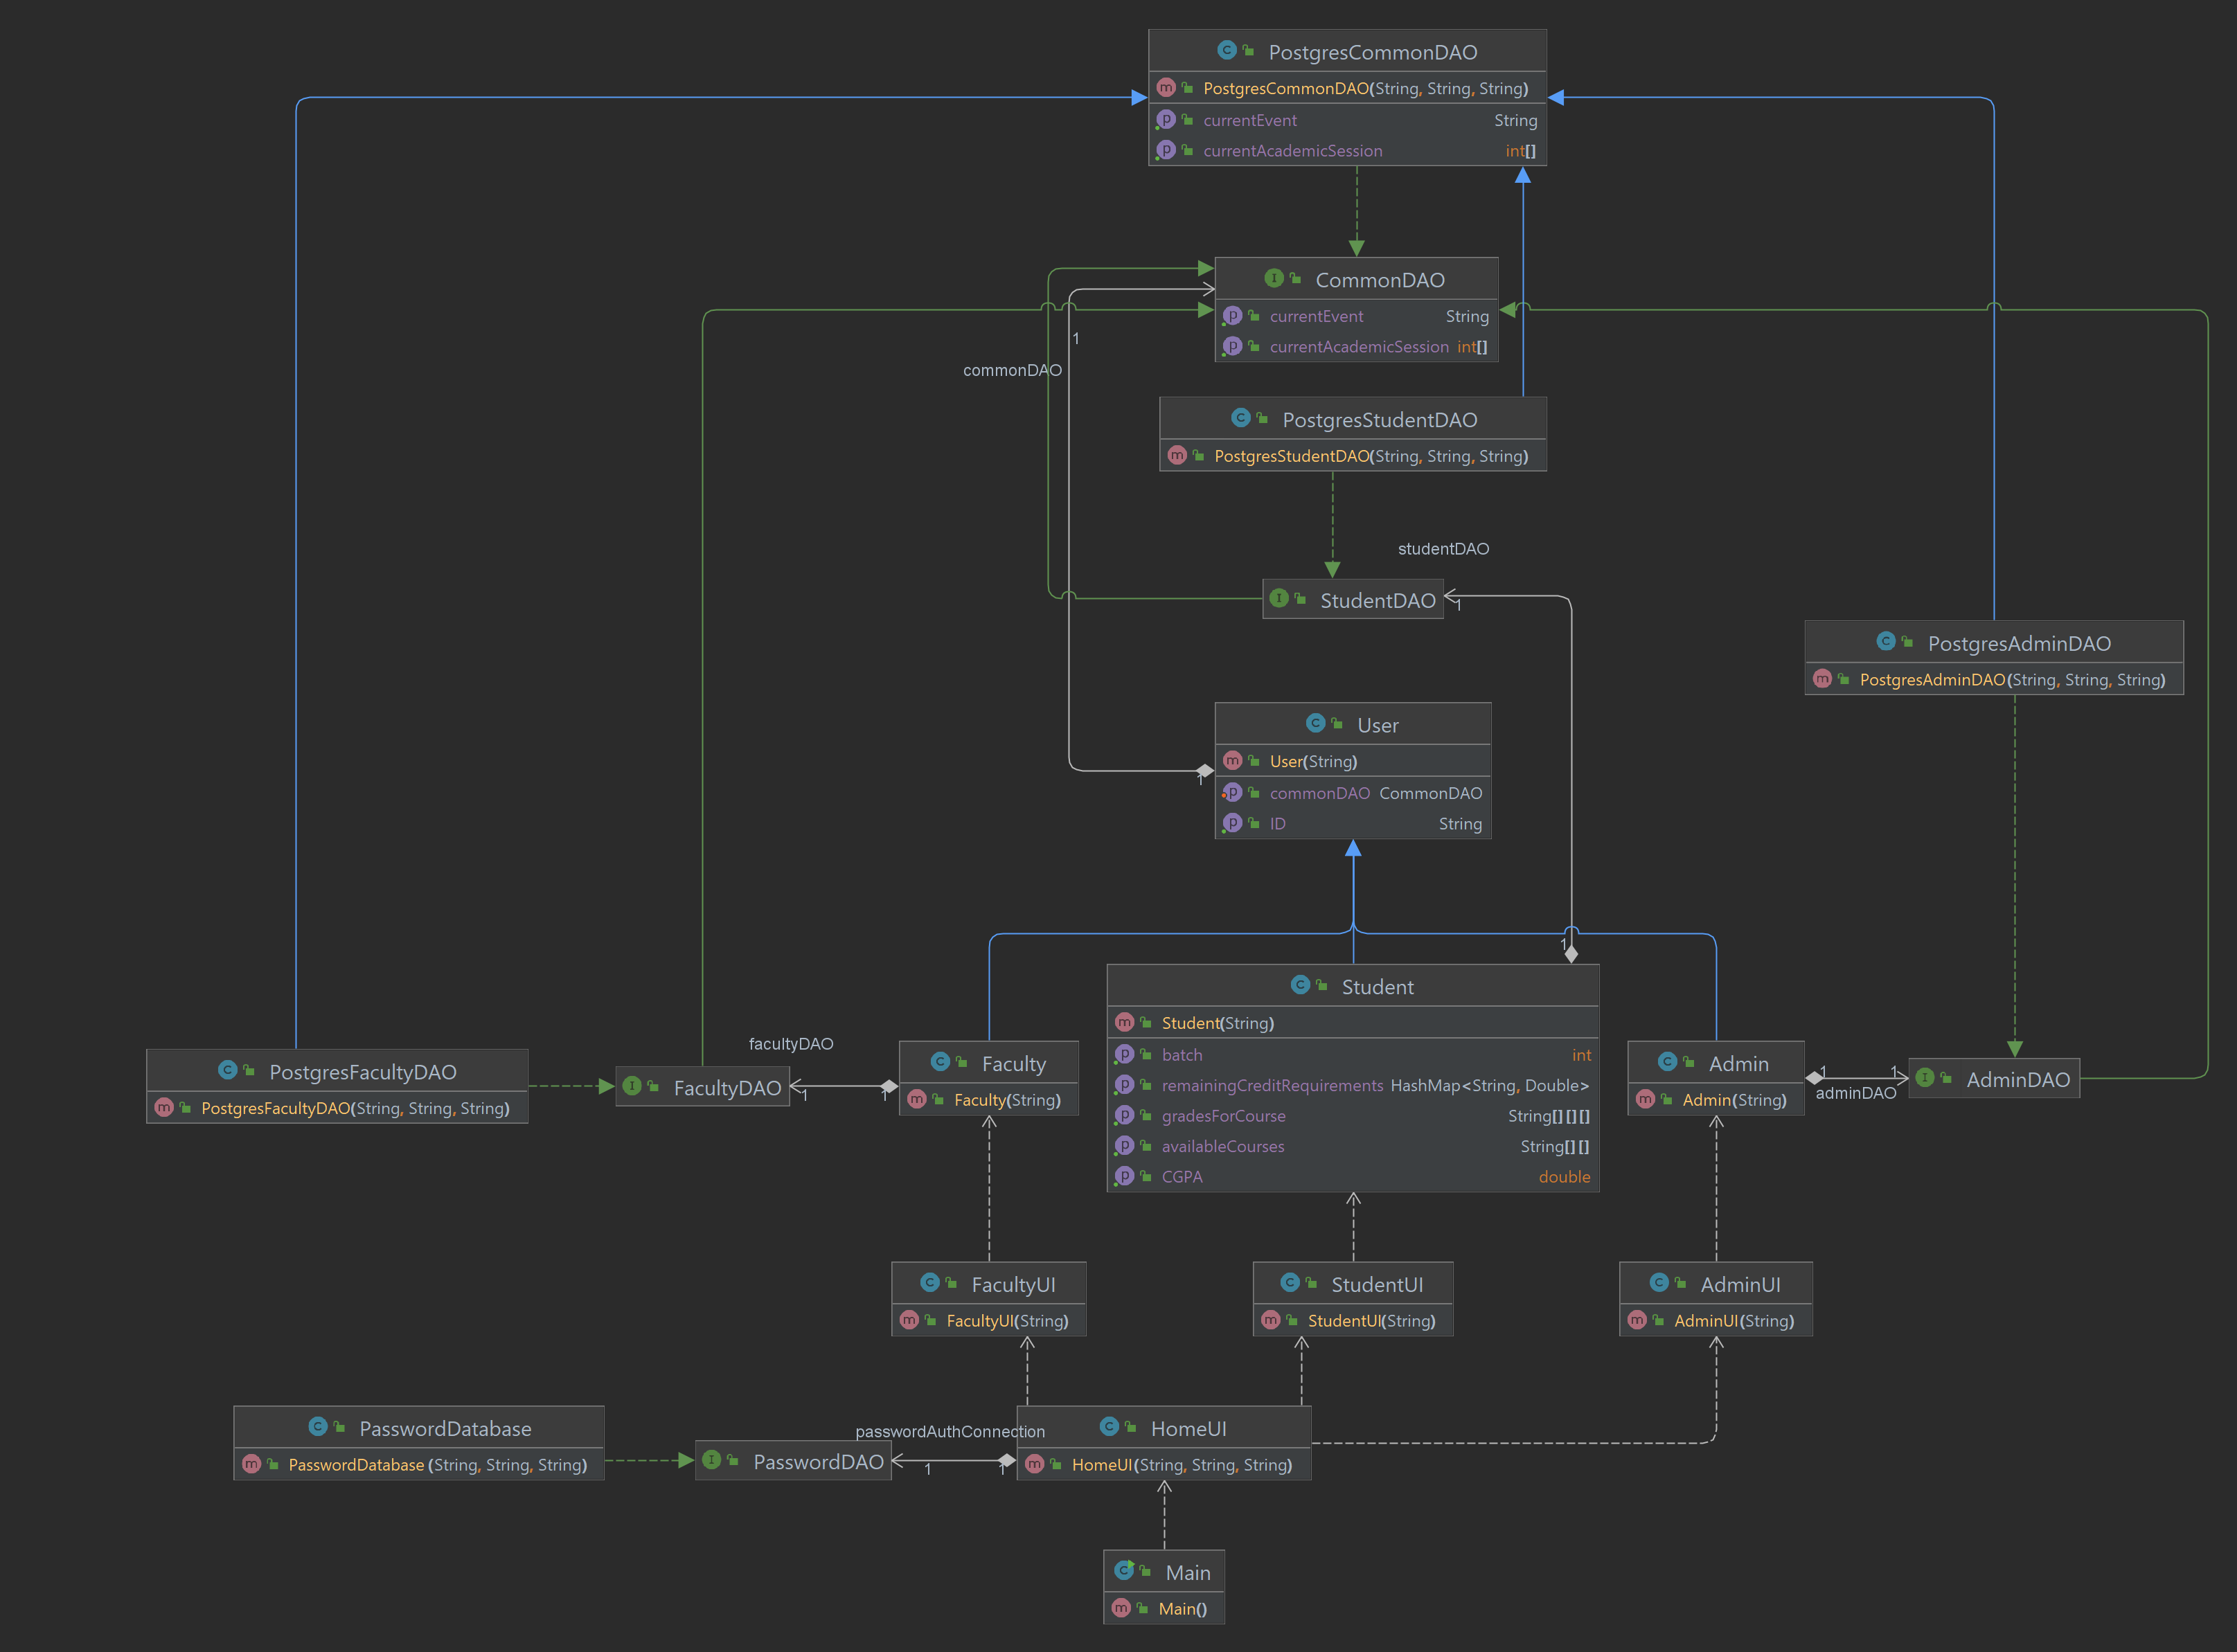 PostgresCommonDAO
PostgresCommonDAO(String, String, String)
currentEvent String
currentAcademicSession int[]
CommonDAO
currentEvent String
currentAcademicSession int[]
1
commonDAO
PostgresStudentDAO
PostgresStudentDAO(String, String, String)
studentDAO
StudentDAO
1
PostgresAdminDAO
PostgresAdminDAO(String, String, String)
User
User(String)
1
commonDAO CommonDAO
ID String
1
Student
Student(String)
batch int
remainingCreditRequirements HashMap<String, Double>
gradesForCourse String[][][]
availableCourses String[][]
CGPA double
PostgresFacultyDAO
PostgresFacultyDAO(String, String, String)
facultyDAO
FacultyDAO
1 1
Faculty
Faculty(String)
Admin
Admin(String)
1 1
adminDAO
AdminDAO
FacultyUI
FacultyUI(String)
StudentUI
StudentUI(String)
AdminUI
AdminUI(String)
PasswordDatabase
PasswordDatabase(String, String, String)
passwordAuthConnection
PasswordDAO
1 1
HomeUI
HomeUI(String, String, String)
Main
Main()